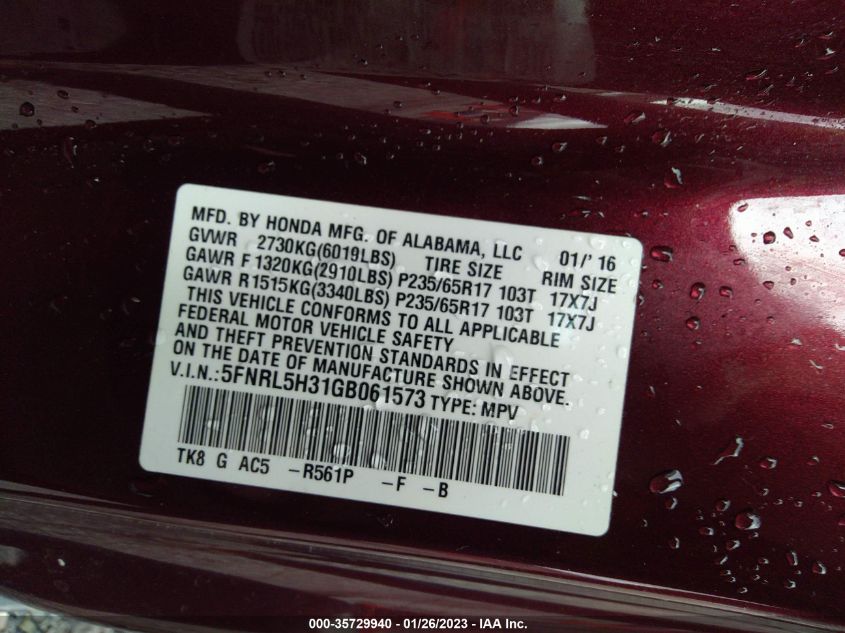 MFD. BY HONDA MFG. OF ALABAMA, LLC 01/'16
GVWR 2730KG(6019LBS) TIRE SIZE RIM SIZE
GAWR F 1320KG(2910LBS) P235/65R17 103T 17X7J
GAWR R 1515KG(3340LBS) P235/65R17 103T 17X7J
THIS VEHICLE CONFORMS TO ALL APPLICABLE
FEDERAL MOTOR VEHICLE SAFETY
AND THEFT PREVENTION STANDARDS IN EFFECT
ON THE DATE OF MANUFACTURE SHOWN ABOVE.
V.I.N.:5FNRL5H31GB061573 TYPE: MPV
TK8 G AC5 -R561P -F -B
000-35729940 - 01/26/2023 - IAA Inc.